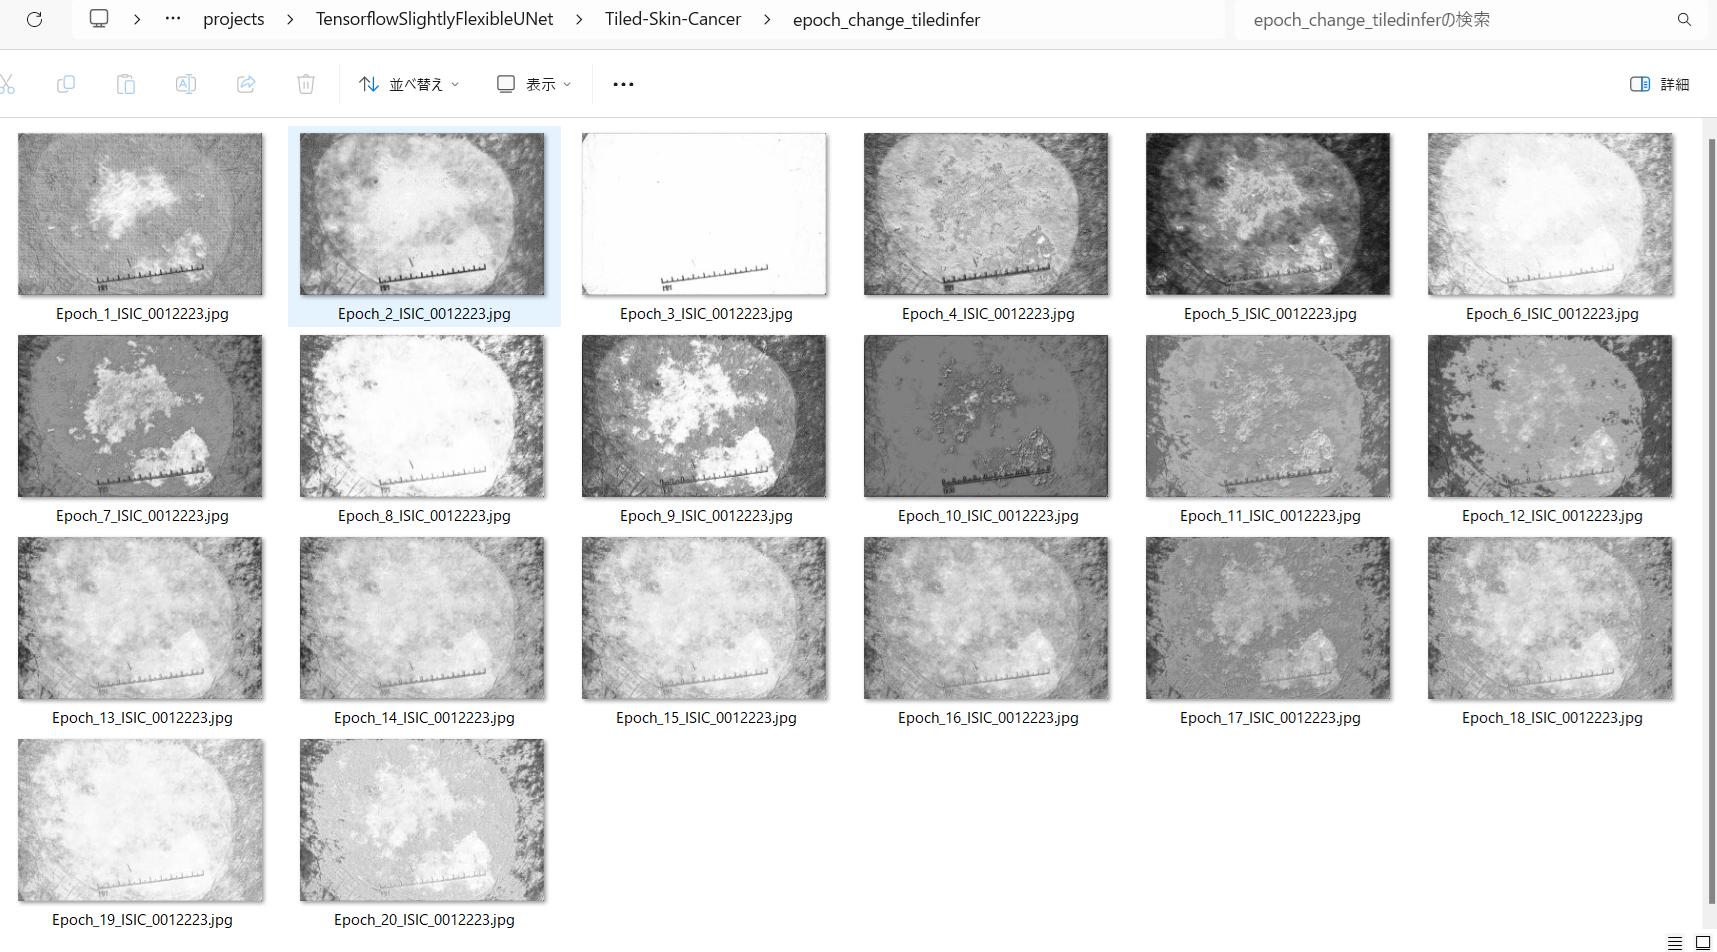 projects > TensorflowSlightlyFlexibleUNet > Tiled-Skin-Cancer > epoch_change_tiledinfer
epoch_change_tiledinferの検索
並べ替え 表示 詳細
Epoch_1_ISIC_0012223.jpg Epoch_2_ISIC_0012223.jpg Epoch_3_ISIC_0012223.jpg Epoch_4_ISIC_0012223.jpg Epoch_5_ISIC_0012223.jpg Epoch_6_ISIC_0012223.jpg
Epoch_7_ISIC_0012223.jpg Epoch_8_ISIC_0012223.jpg Epoch_9_ISIC_0012223.jpg Epoch_10_ISIC_0012223.jpg Epoch_11_ISIC_0012223.jpg Epoch_12_ISIC_0012223.jpg
Epoch_13_ISIC_0012223.jpg Epoch_14_ISIC_0012223.jpg Epoch_15_ISIC_0012223.jpg Epoch_16_ISIC_0012223.jpg Epoch_17_ISIC_0012223.jpg Epoch_18_ISIC_0012223.jpg
Epoch_19_ISIC_0012223.jpg Epoch_20_ISIC_0012223.jpg